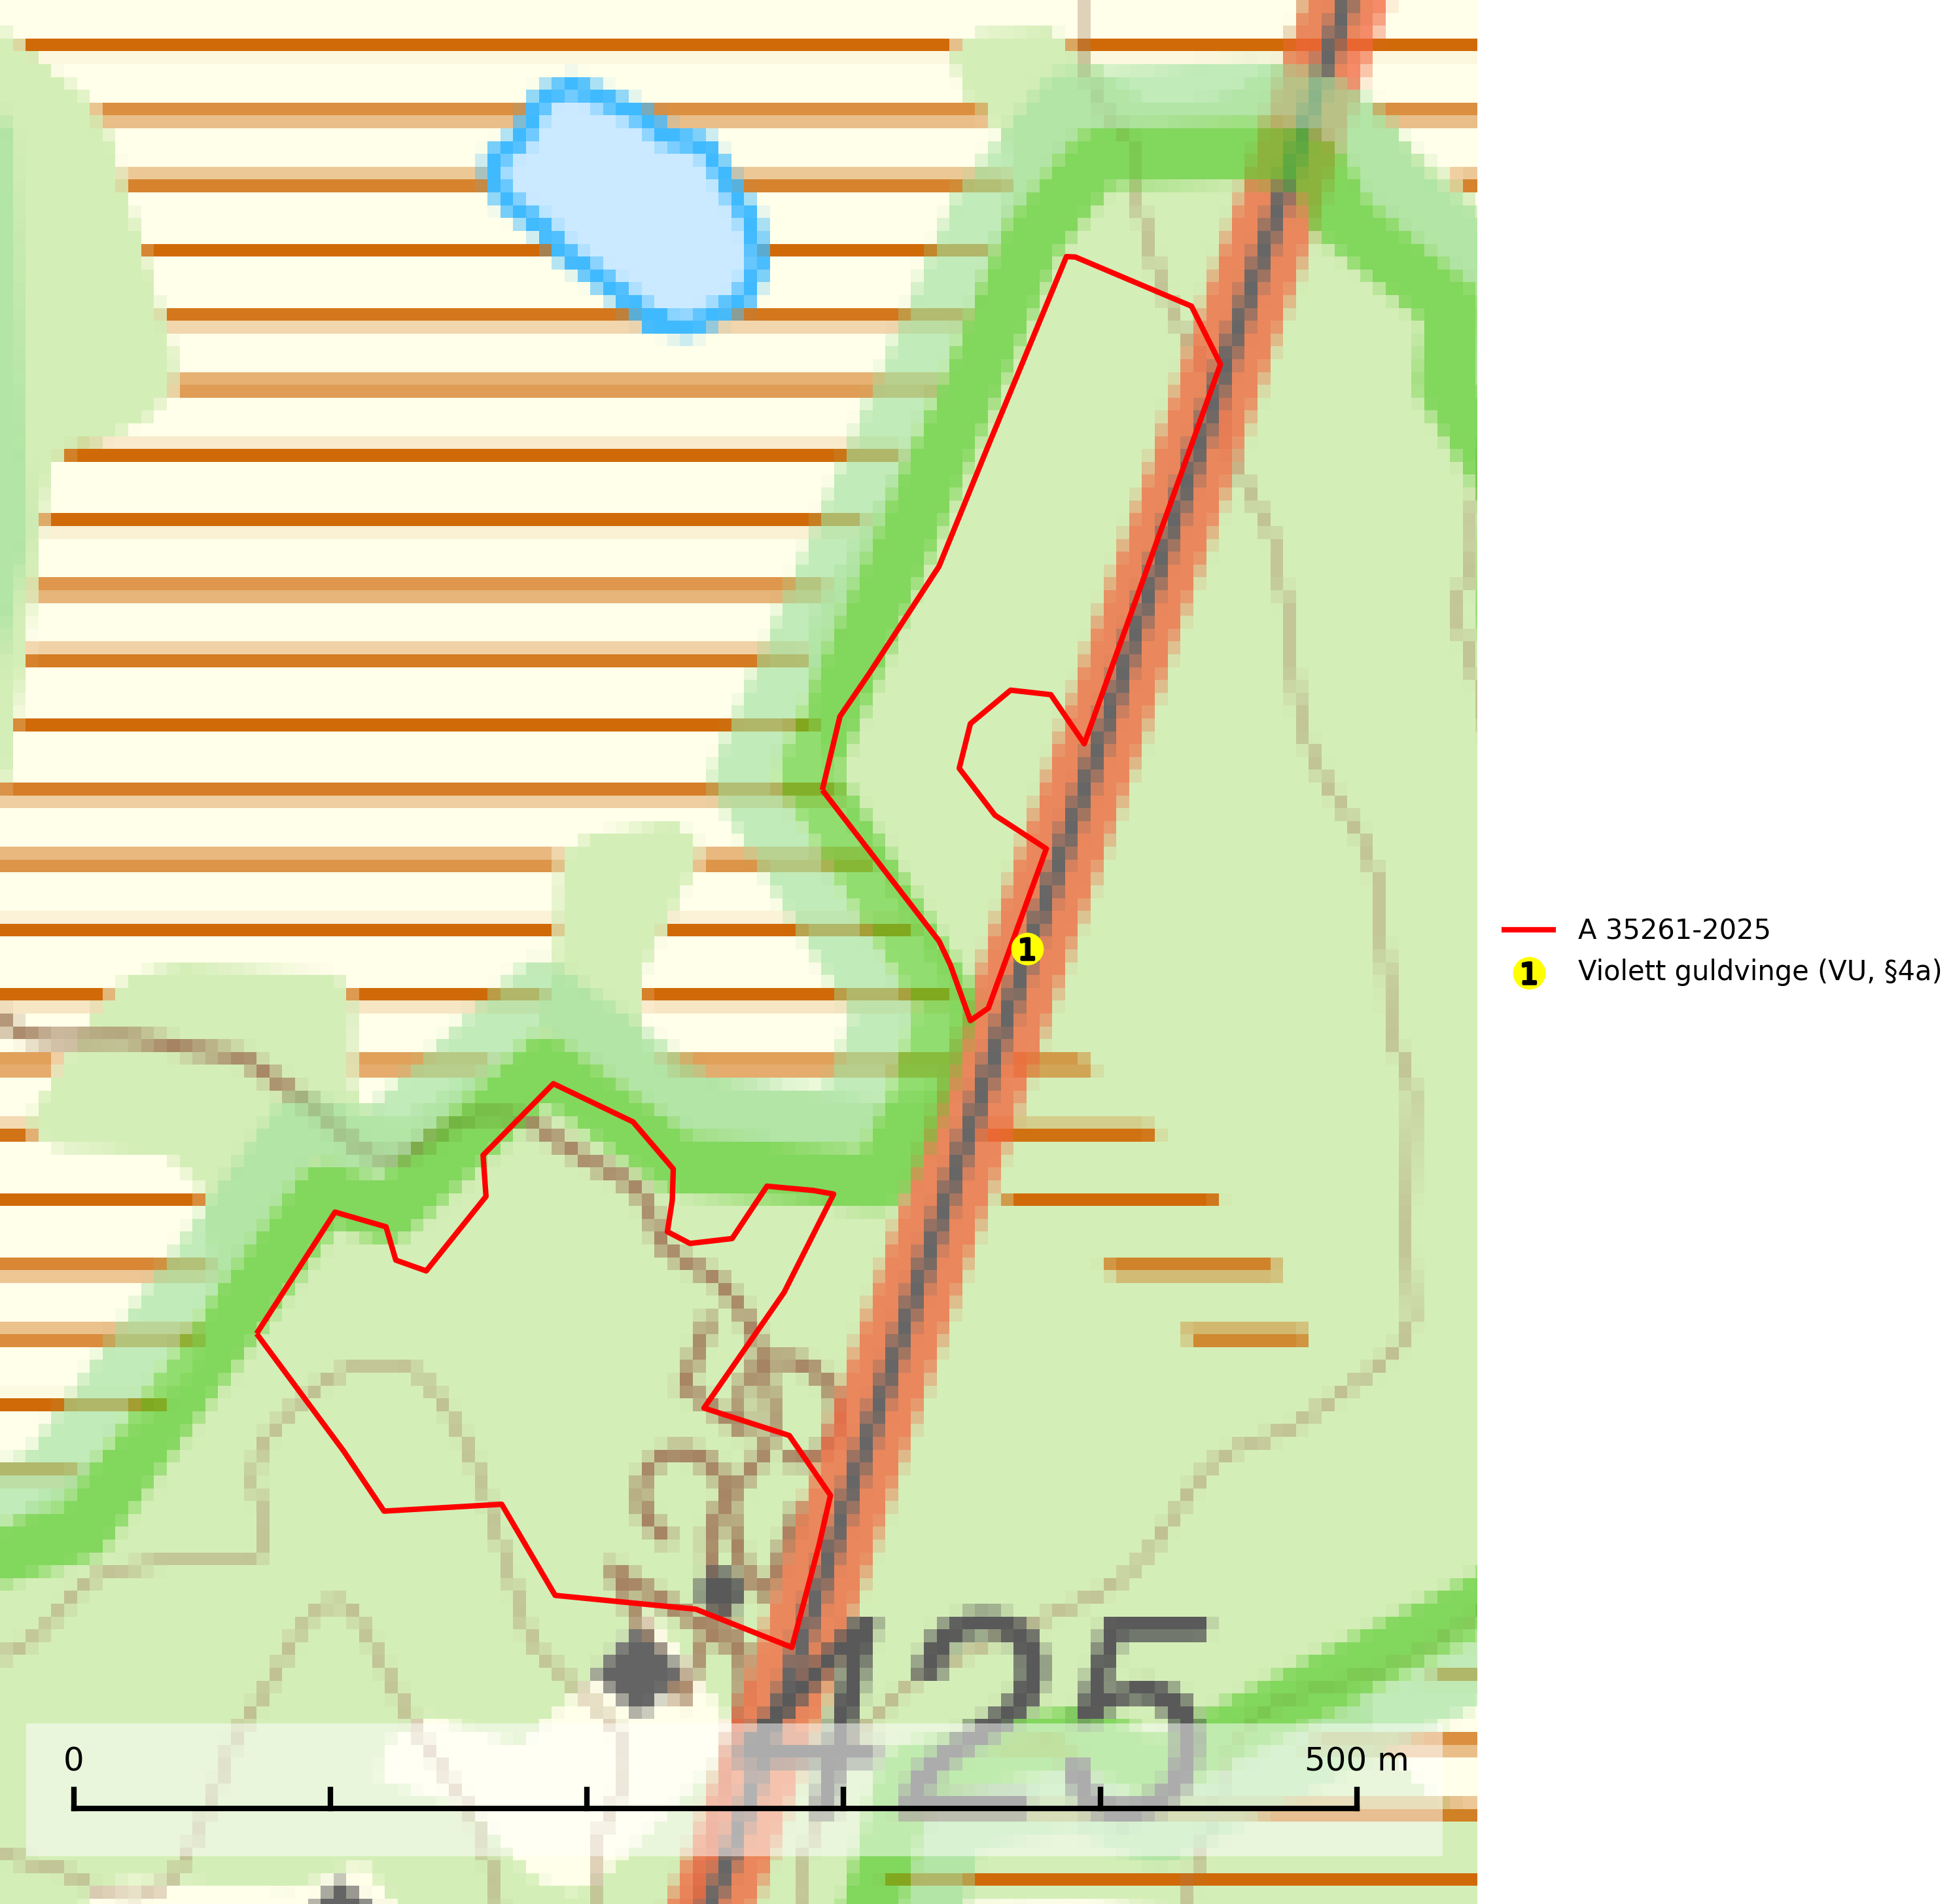 A 35261-2025
1
1 Violett guldvinge (VU, §4a)
425
0 500 m